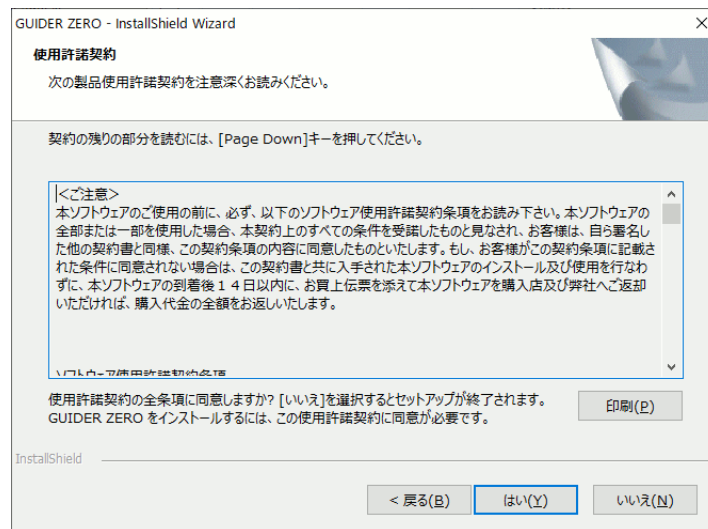 GUIDER ZERO - InstallShield Wizard
使用許諾契約
次の製品使用許諾契約を注意深くお読みください。
契約の残りの部分を読むには、[Page Down]キーを押してください。
<ご注意>
本ソフトウェアのご使用の前に、必ず、以下のソフトウェア使用許諾契約条項をお読み下さい。本ソフトウェアの
全部または一部を使用した場合、本契約上のすべての条件を受諾したものと見なされ、お客様は、自ら署名し
た他の契約書と同様、この契約条項の内容に同意したものといたします。もし、お客様がこの契約条項に記載さ
れた条件に同意されない場合は、この契約書と共に入手された本ソフトウェアのインストール及び使用を行なわ
ずに、本ソフトウェアの到着後１４日以内に、お買上伝票を添えて本ソフトウェアを購入店及び弊社へご返却
いただければ、購入代金の全額をお返しいたします。
ソフトウェア使用許諾契約条項
使用許諾契約の全条項に同意しますか? [いいえ]を選択するとセットアップが終了されます。
GUIDER ZERO をインストールするには、この使用許諾契約に同意が必要です。
印刷(P)
InstallShield
< 戻る(B)
はい(Y)
いいえ(N)